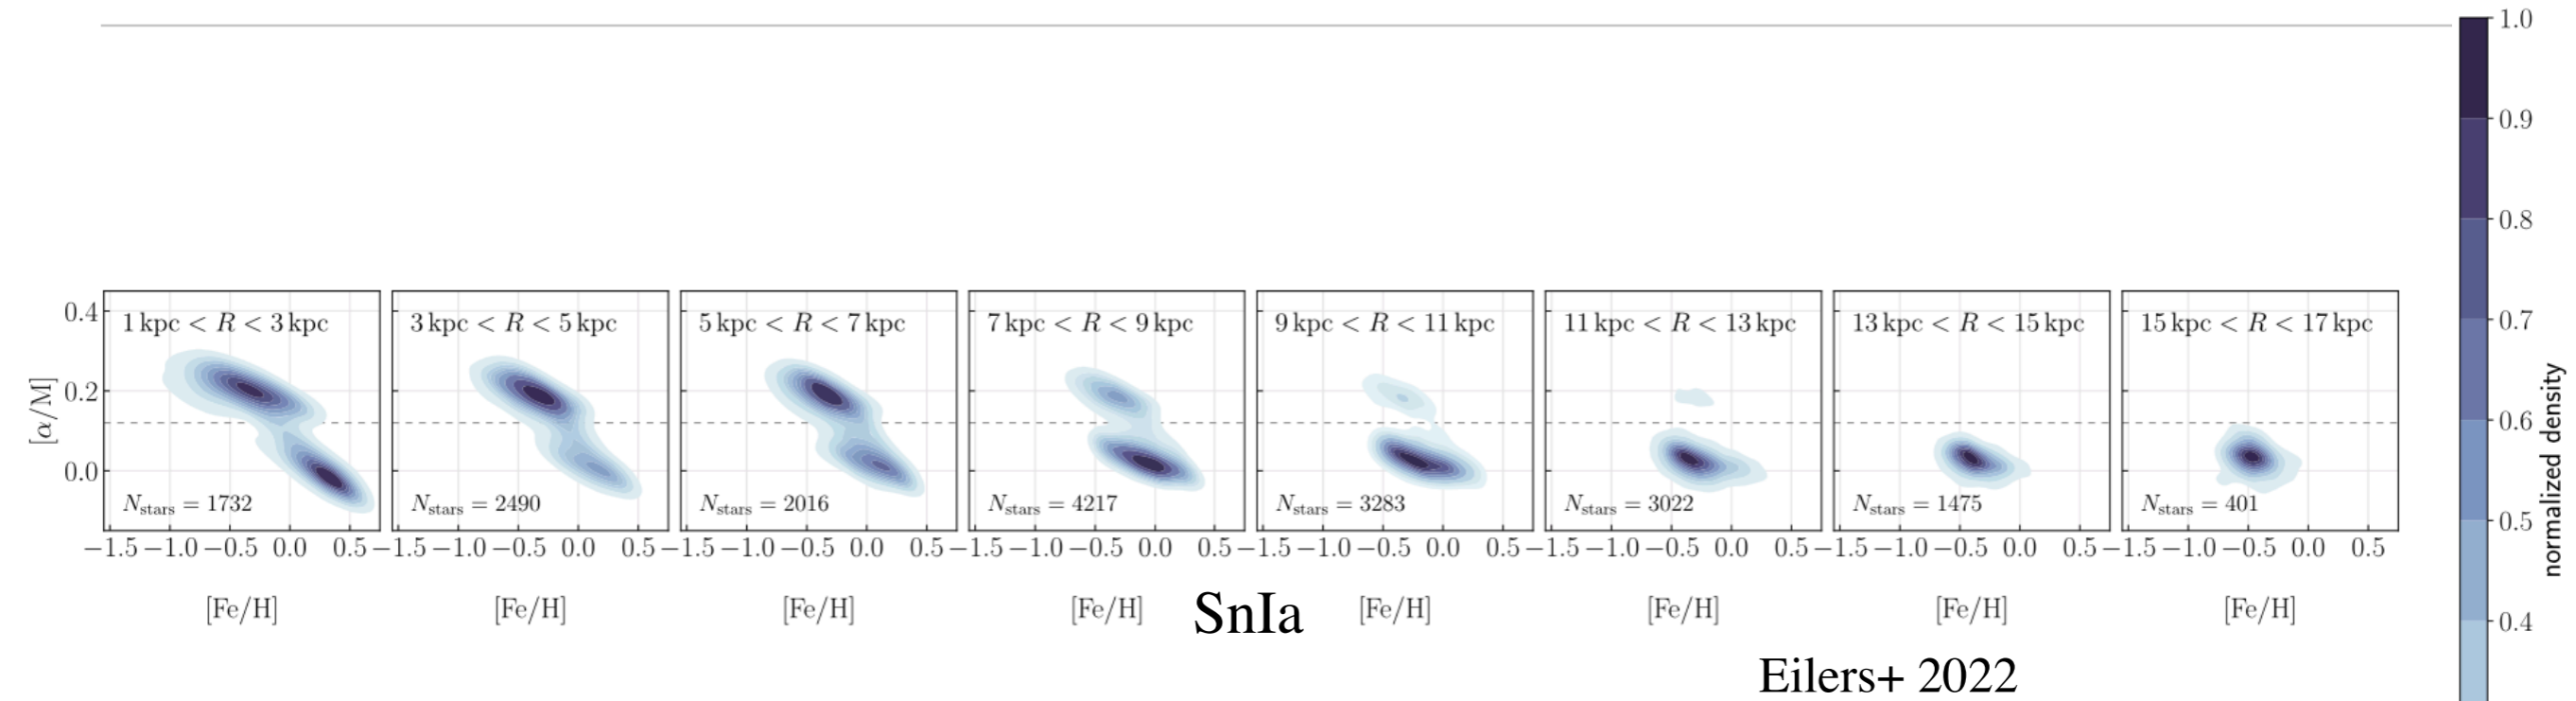 1.0
0.9
0.8
0.7
0.6
0.5
0.4
normalized density
[α/M]
0.4
0.2
0.0
1 kpc < R < 3 kpc
3 kpc < R < 5 kpc
5 kpc < R < 7 kpc
7 kpc < R < 9 kpc
9 kpc < R < 11 kpc
11 kpc < R < 13 kpc
13 kpc < R < 15 kpc
15 kpc < R < 17 kpc
N_stars = 1732
N_stars = 2490
N_stars = 2016
N_stars = 4217
N_stars = 3283
N_stars = 3022
N_stars = 1475
N_stars = 401
−1.5 −1.0 −0.5 0.0 0.5
−1.5 −1.0 −0.5 0.0 0.5
−1.5 −1.0 −0.5 0.0 0.5
−1.5 −1.0 −0.5 0.0 0.5
−1.5 −1.0 −0.5 0.0 0.5
−1.5 −1.0 −0.5 0.0 0.5
−1.5 −1.0 −0.5 0.0 0.5
−1.5 −1.0 −0.5 0.0 0.5
[Fe/H]
[Fe/H]
[Fe/H]
[Fe/H]
SnIa
[Fe/H]
[Fe/H]
[Fe/H]
[Fe/H]
Eilers+ 2022